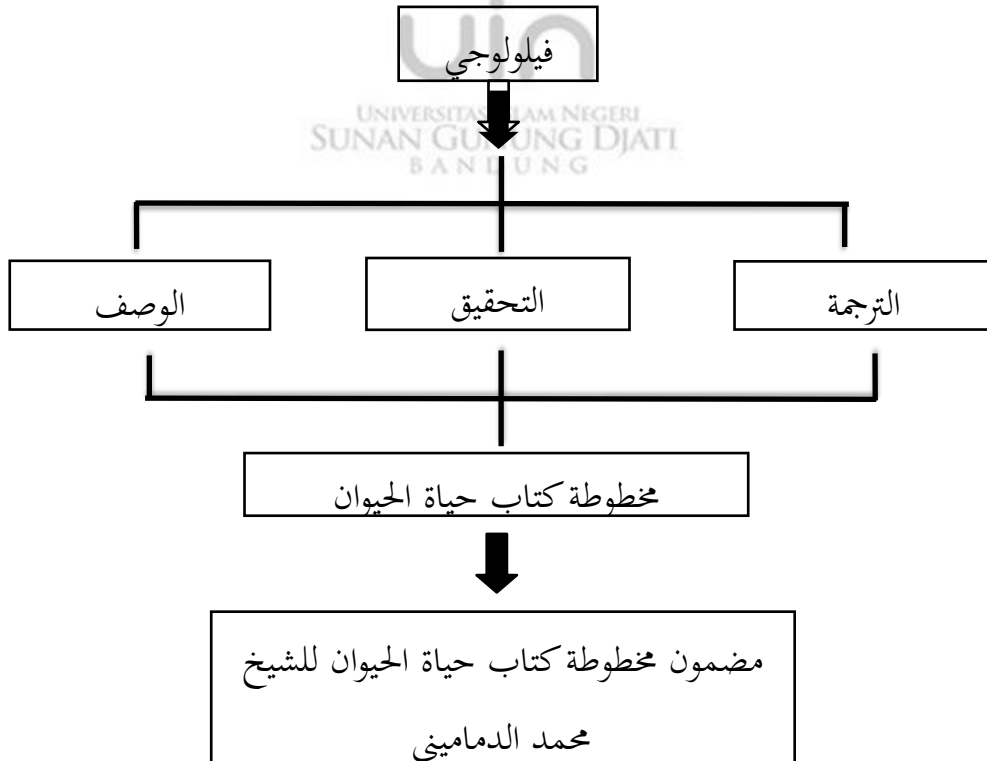 uin
فيلولوجي
UNIVERSITAS ISLAM NEGERI
SUNAN GUNUNG DJATI
BANDUNG
الترجمة
التحقيق
الوصف
مخطوطة كتاب حياة الحيوان
مضمون مخطوطة كتاب حياة الحيوان للشيخ
محمد الدماميني